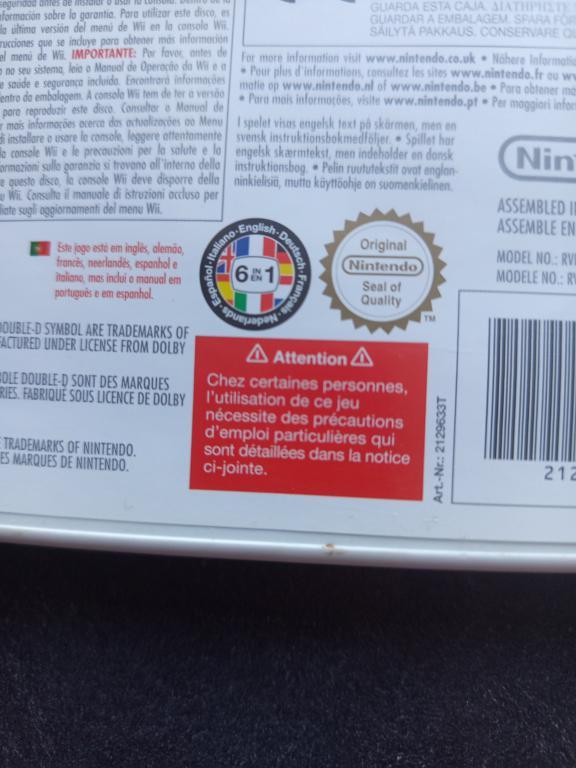 seguridad antes de instalar o usar la consola.
formación sobre la garantía. Para utilizar este disco, es
la última versión del menú de Wii en la consola Wii.
rucciones que se incluye para obtener más información
el menú de Wii. IMPORTANTE: Por favor, antes de
o no seu sistema, leia o Manual de Operação da Wii e a
e saúde e segurança incluída. Encontrará informações
entro da embalagem. A consola Wii tem de ter a versão
para reproduzir este disco. Consultar o Manual de
r mais informações acerca das actualizações ao Menu
di installare o usare la console, leggere attentamente
la console Wii e le precauzioni per la salute e la
ormazioni sulla garanzia si trovano all'interno della
e questo disco, la console Wii deve disporre della
u Wii. Consulta il manuale di istruzioni accluso per
liate sugli aggiornamenti del menu Wii.
GUARDA ESTA CAJA.
GUARDAR A EMBALAGEM. SPARA FÖR
SÄILYTÄ PAKKAUS. CONSERVARE
For more information visit www.nintendo.co.uk • Nähere Informatio
• Pour plus d'informations, consultez les sites www.nintendo.fr ou ww
matie op www.nintendo.nl of www.nintendo.be • Para obtener má
• Para mais informações, visite www.nintendo.pt • Per maggiori infor
I spelet visas engelsk text på skärmen, men en
svensk instruktionsbok medföljer. • Spillet har
engelsk skærmtekst, men indeholder en dansk
instruktionsbog. • Pelin ruututekstit ovat englan-
ninkielisiä, mutta käyttöohje on suomenkielinen.
Nin
ASSEMBLED
ASSEMBLE EN
MODEL NO.: RV
MODELE NO.: RV
Este jogo está em inglês, alemão,
francês, neerlandês, espanhol e
italiano, mas inclui o manual em
português e em espanhol.
English·Deutsch·Français·Nederlands·Español·Italiano·
6 IN EN 1
Original
Nintendo
Seal of
Quality
TM
DOUBLE-D SYMBOL ARE TRADEMARKS OF
FACTURED UNDER LICENSE FROM DOLBY
BOLE DOUBLE-D SONT DES MARQUES
RIES. FABRIQUÉ SOUS LICENCE DE DOLBY
TRADEMARKS OF NINTENDO.
ES MARQUES DE NINTENDO.
Attention
Chez certaines personnes,
l'utilisation de ce jeu
nécessite des précautions
d'emploi particulières qui
sont détaillées dans la notice
ci-jointe.
Art.-Nr.: 2129633T
212